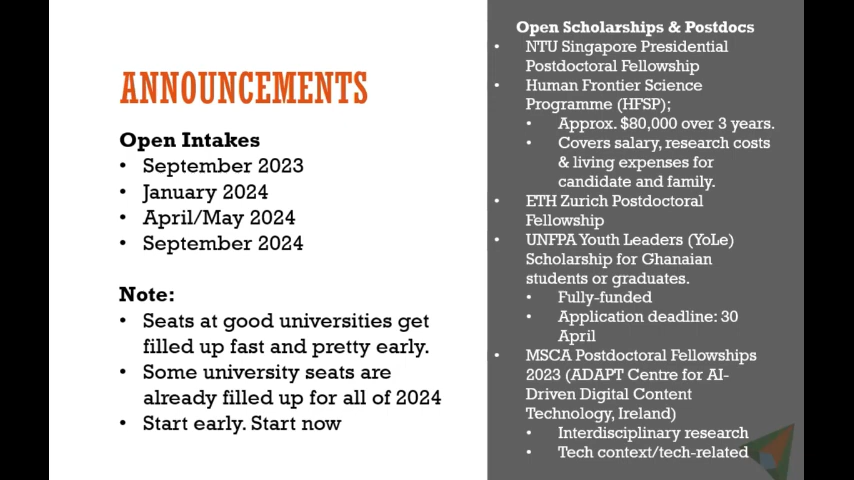 ANNOUNCEMENTS
Open Intakes
• September 2023
• January 2024
• April/May 2024
• September 2024
Note:
• Seats at good universities get
filled up fast and pretty early.
• Some university seats are
already filled up for all of 2024
• Start early. Start now
Open Scholarships & Postdocs
• NTU Singapore Presidential
Postdoctoral Fellowship
• Human Frontier Science
Programme (HFSP);
• Approx. $80,000 over 3 years.
• Covers salary, research costs
& living expenses for
candidate and family.
• ETH Zurich Postdoctoral
Fellowship
• UNFPA Youth Leaders (YoLe)
Scholarship for Ghanaian
students or graduates.
• Fully-funded
• Application deadline: 30
April
• MSCA Postdoctoral Fellowships
2023 (ADAPT Centre for AI-
Driven Digital Content
Technology, Ireland)
• Interdisciplinary research
• Tech context/tech-related